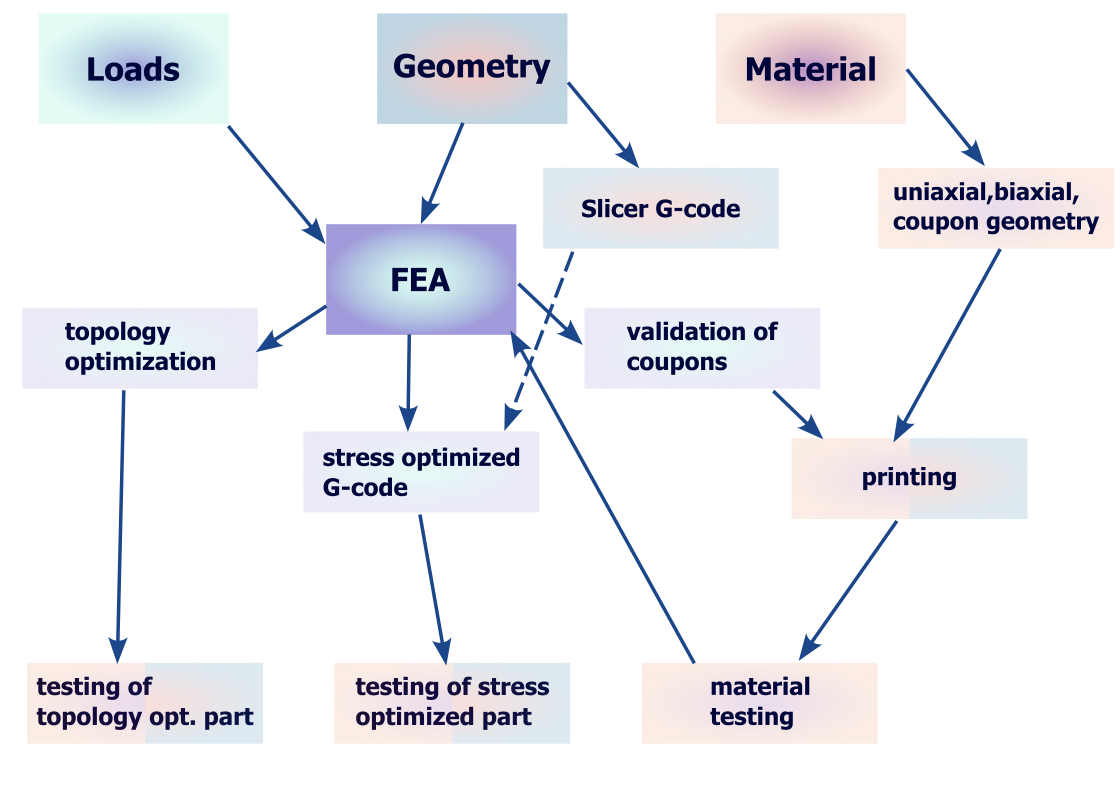 Loads
Geometry
Material
Slicer G-code
uniaxial,biaxial,
coupon geometry
FEA
topology
optimization
validation of
coupons
stress optimized
G-code
printing
testing of
topology opt. part
testing of stress
optimized part
material
testing